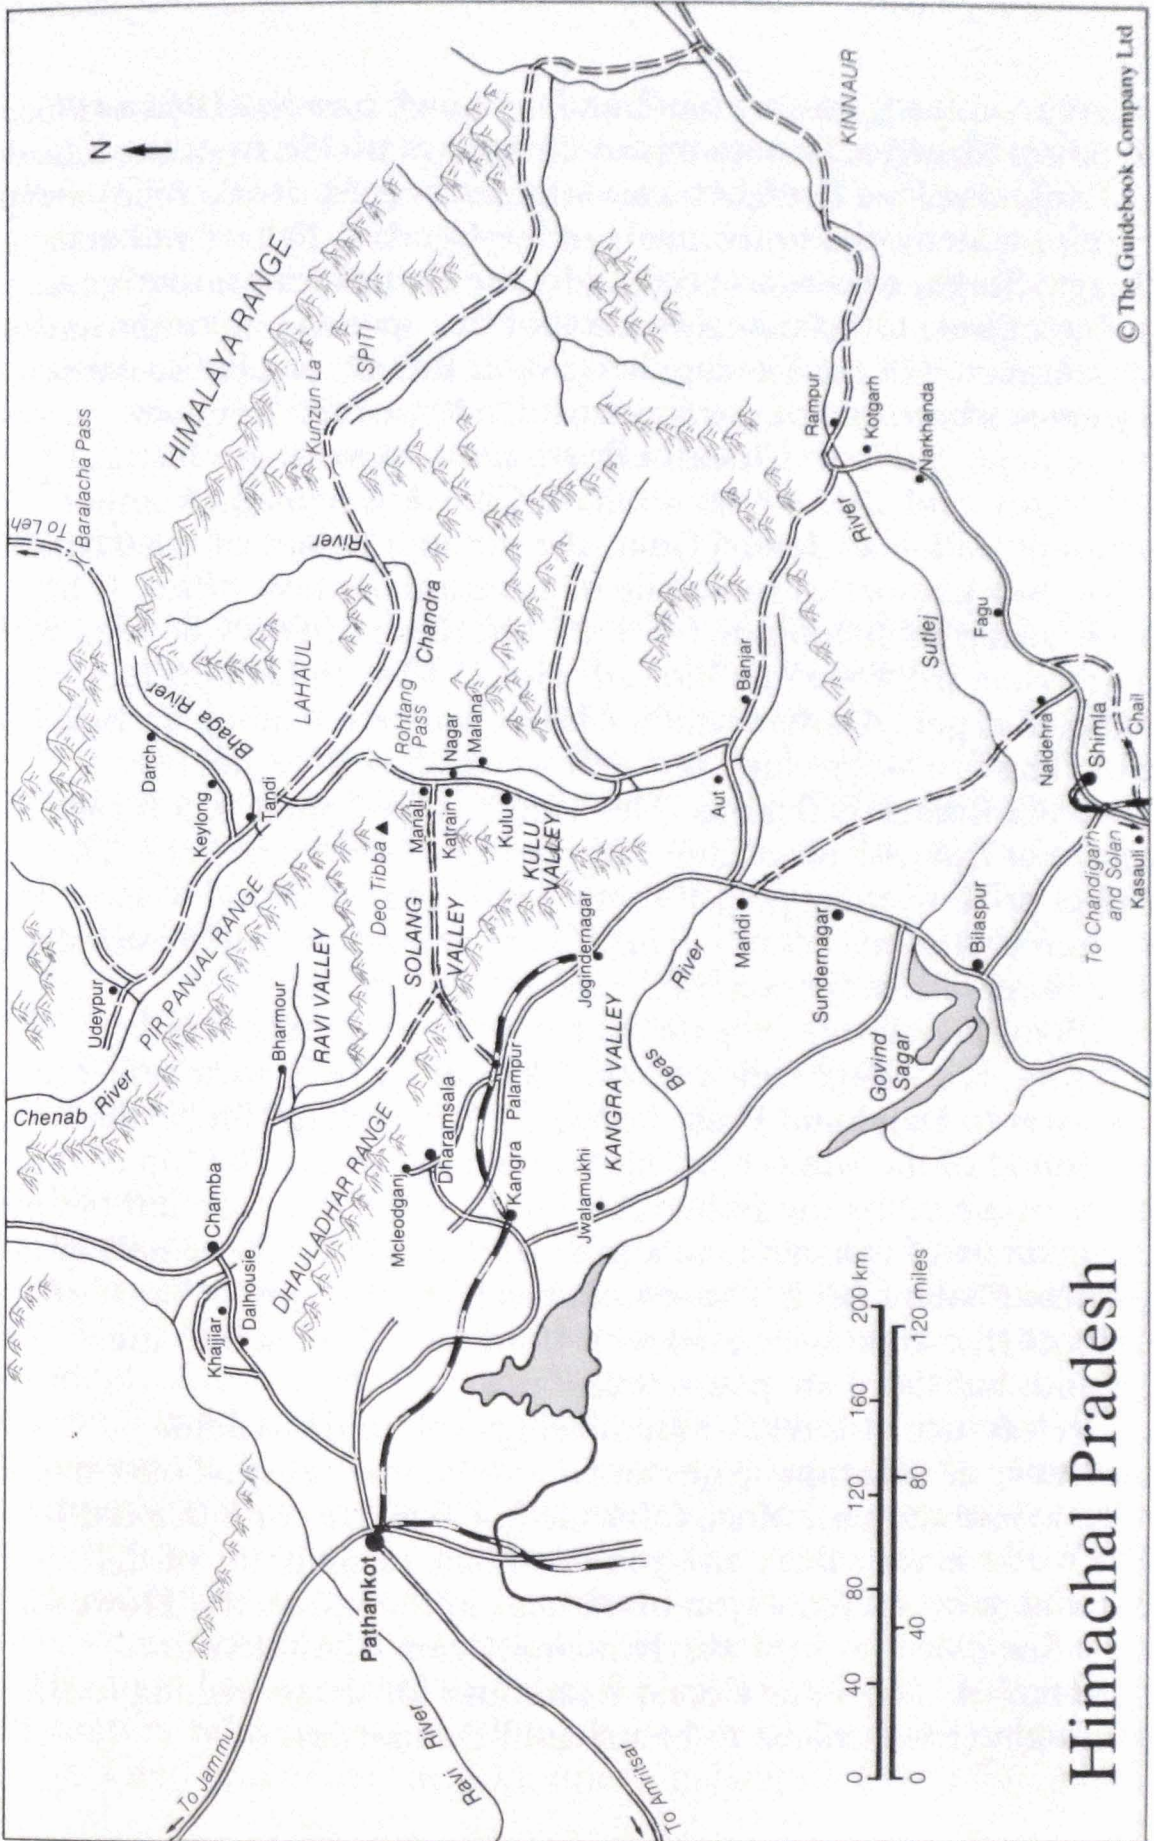 N
HIMALAYA RANGE
To Leh
Baralacha Pass
Kunzun La
SPITI
KINNAUR
River
Chandra
LAHAUL
Bhaga River
Darch
Keylong
Tandi
Rohtang
Pass
Nagar
Malana
Manali
Katrain
Kulu
KULU
VALLEY
Deo Tibba
SOLANG
VALLEY
Udeypur
PIR PANJAL RANGE
RAVI VALLEY
Bharmour
Chenab River
Chamba
Khajjiar
Dalhousie
DHAULADHAR RANGE
Mcleodganj
Dharamsala
Palampur
Kangra
Jogindernagar
KANGRA VALLEY
Jwalamukhi
Beas River
Rampur
Kotgarh
Narkhanda
Sutlej River
Fagu
Banjar
Aut
Mandi
Sundernagar
Bilaspur
Govind
Sagar
Naldehra
Shimla
Chail
Kasauli
To Chandigarh
and Solan
Pathankot
To Jammu
Ravi River
To Amritsar
0 40 80 120 160 200 km
0 40 80 120 miles
Himachal Pradesh
© The Guidebook Company Ltd